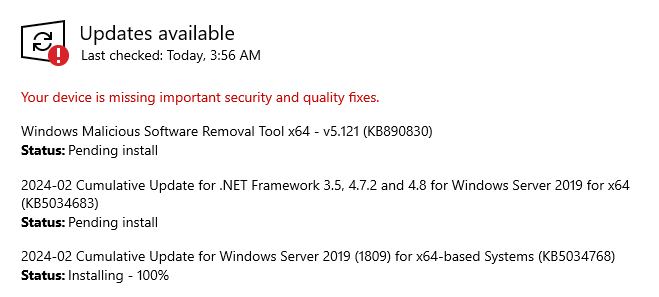 Updates available
Last checked: Today, 3:56 AM
Your device is missing important security and quality fixes.
Windows Malicious Software Removal Tool x64 - v5.121 (KB890830)
Status: Pending install
2024-02 Cumulative Update for .NET Framework 3.5, 4.7.2 and 4.8 for Windows Server 2019 for x64
(KB5034683)
Status: Pending install
2024-02 Cumulative Update for Windows Server 2019 (1809) for x64-based Systems (KB5034768)
Status: Installing - 100%